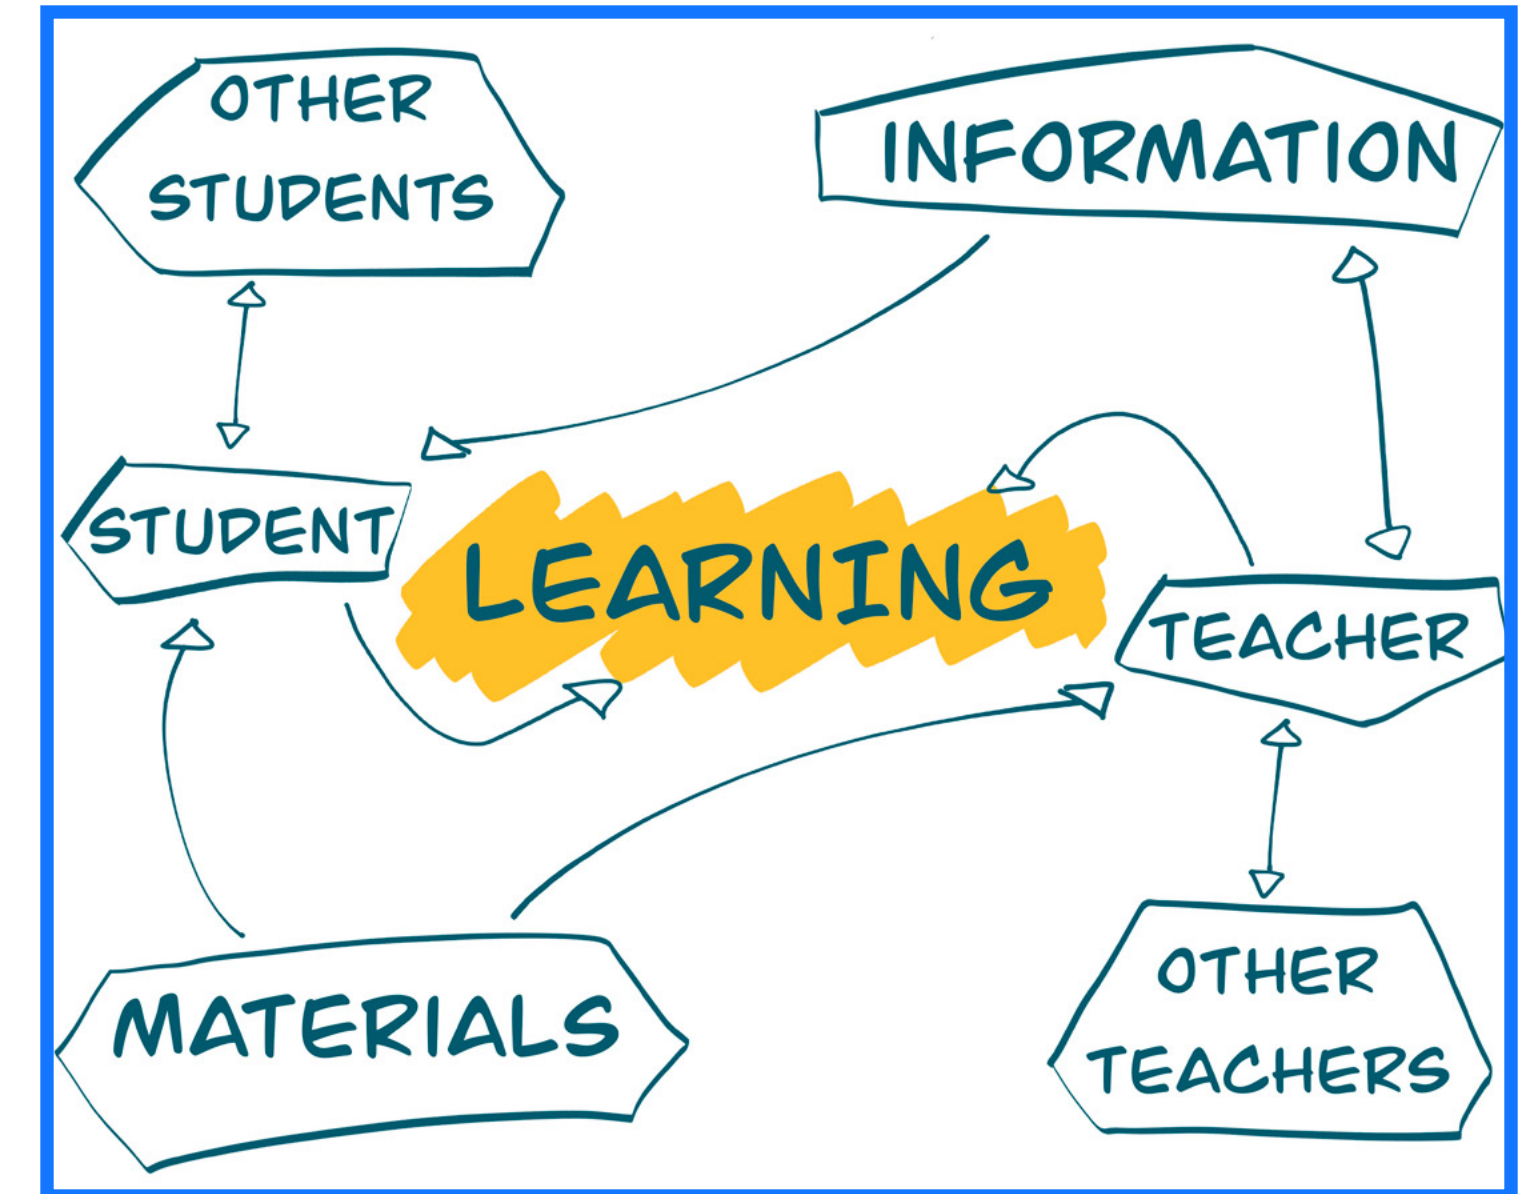 OTHER
STUDENTS
INFORMATION
STUDENT
LEARNING
TEACHER
MATERIALS
OTHER
TEACHERS